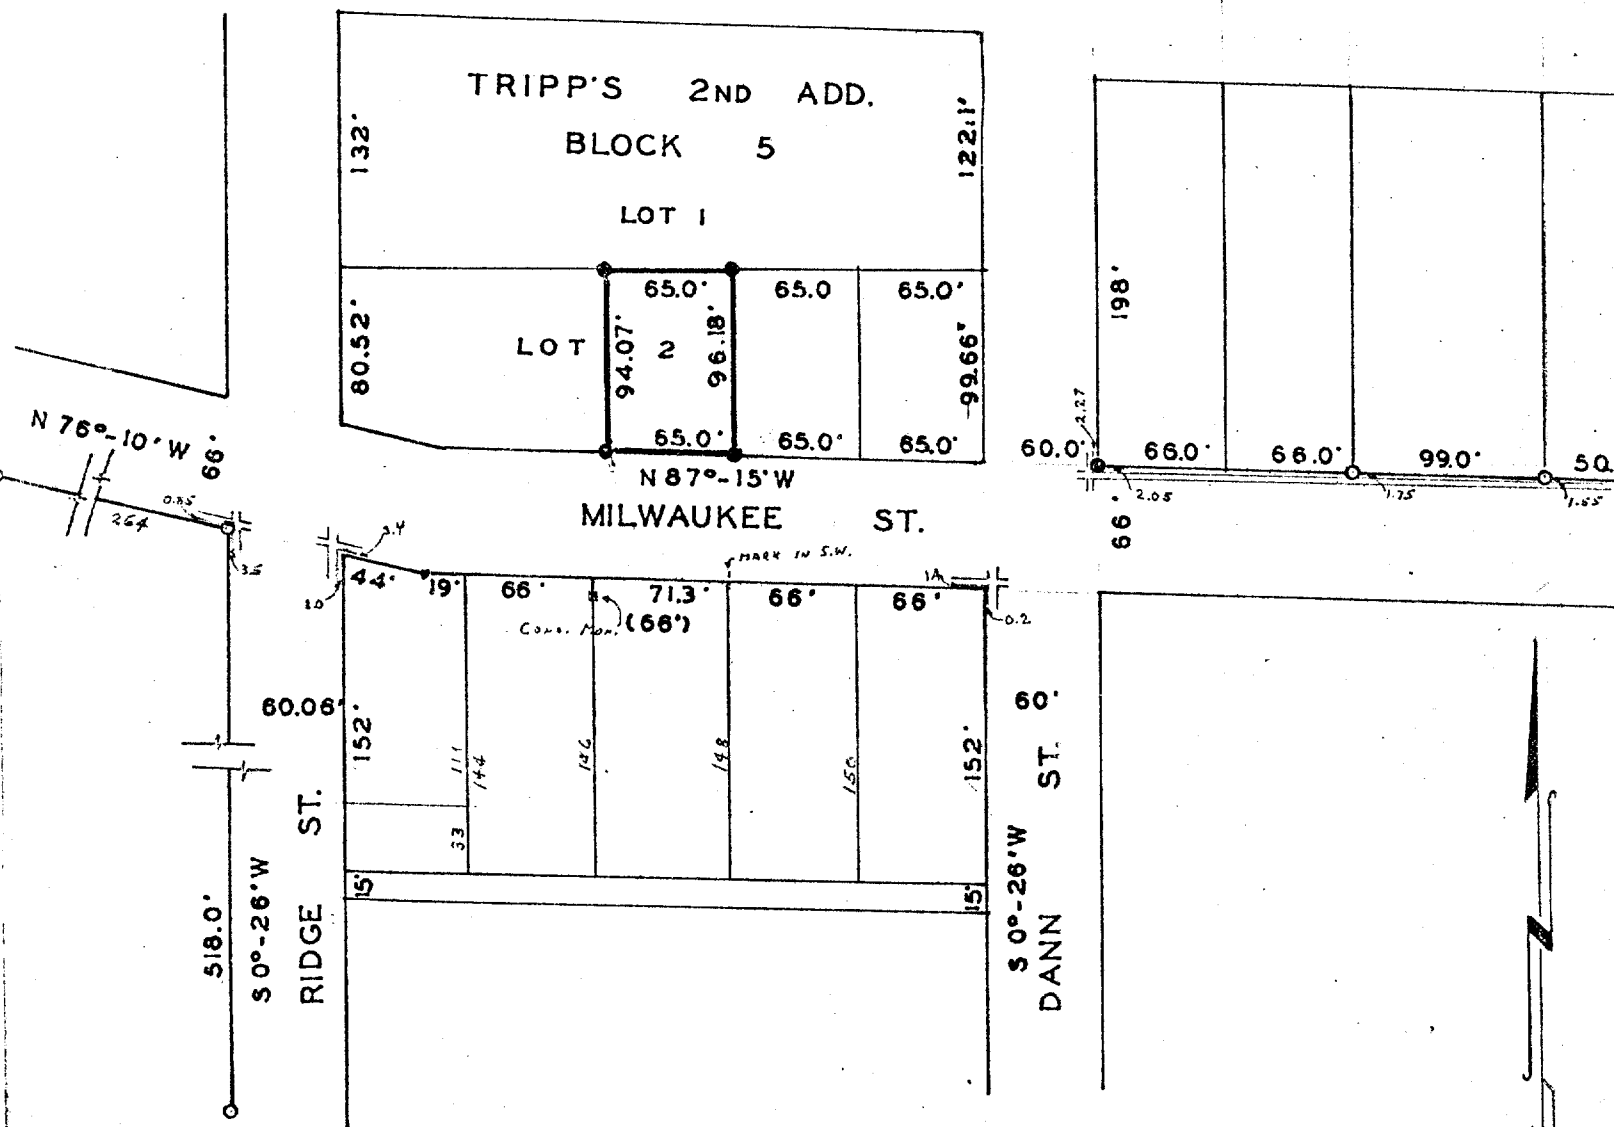 TRIPP'S 2ND ADD.
BLOCK 5
LOT 1
132'
122.1'
65.0' 65.0 65.0'
80.52'
LOT 2
94.07'
96.18'
99.66'
65.0' 65.0' 65.0'
N 87°-15'W
MILWAUKEE ST.
198'
2.27
60.0' 66.0' 66.0' 99.0' 50.
2.05 1.75 1.55
66'
N 76°-10'W
66'
0.85
264
3.5
3.4
MARK IN S.W.
44' 19' 66' 71.3' 66' 66'
(66')
0.2
60.06'
152'
111
144
146
148
150
152'
33
15'
15'
60'
518.0'
S 0°-26'W
RIDGE ST.
S 0°-26'W
DANN ST.
N